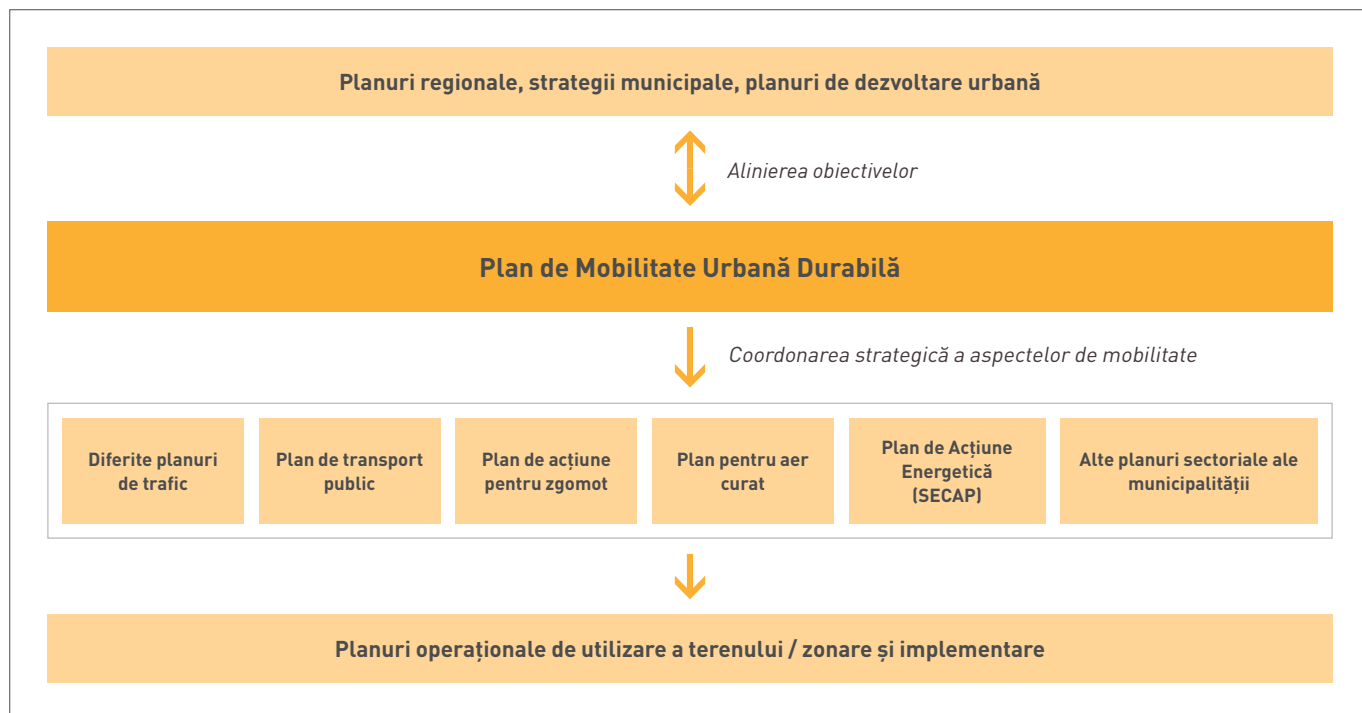 Planuri regionale, strategii municipale, planuri de dezvoltare urbană
Alinierea obiectivelor
Plan de Mobilitate Urbană Durabilă
Coordonarea strategică a aspectelor de mobilitate
Diferite planuri
de trafic
Plan de transport
public
Plan de acțiune
pentru zgomot
Plan pentru aer
curat
Plan de Acțiune
Energetică
(SECAP)
Alte planuri sectoriale ale
municipalității
Planuri operaționale de utilizare a terenului / zonare și implementare